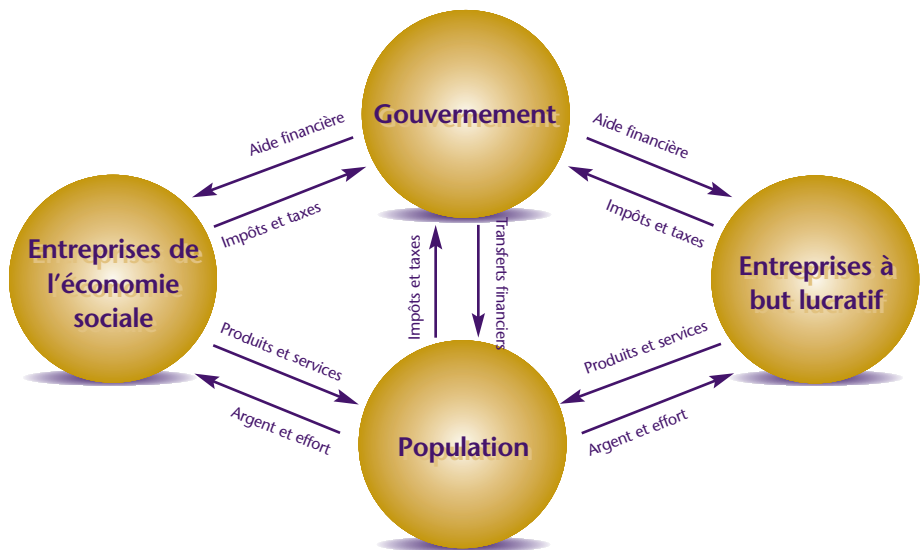 Gouvernement
Aide financière
Aide financière
Impôts et taxes
Impôts et taxes
Entreprises de
l'économie
sociale
Impôts et taxes
Transferts financiers
Entreprises à
but lucratif
Produits et services
Produits et services
Argent et effort
Argent et effort
Population